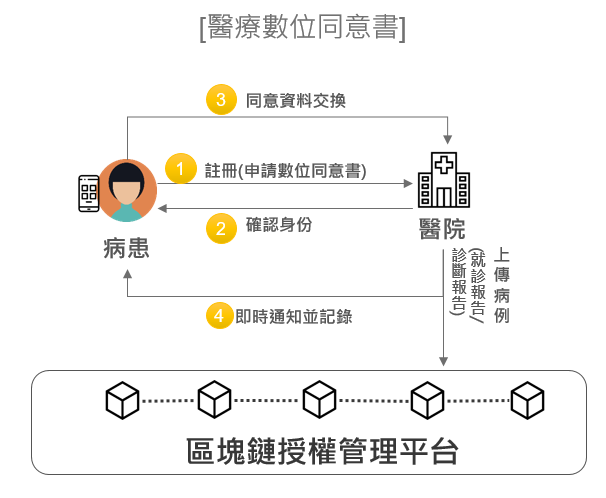 [醫療數位同意書]
3 同意資料交換
1 註冊(申請數位同意書)
2 確認身份
病患
醫院
上傳病例
(就診報告/
診斷報告)
4 即時通知並記錄
區塊鏈授權管理平台